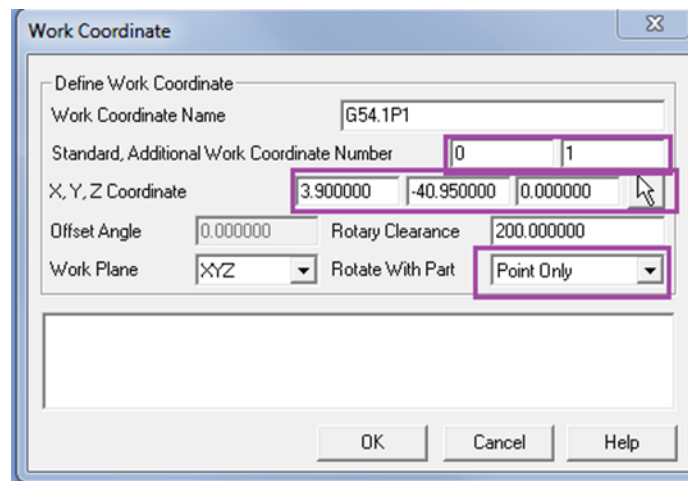 Work Coordinate
Define Work Coordinate
Work Coordinate Name G54.1P1
Standard, Additional Work Coordinate Number 0 1
X, Y, Z Coordinate 3.900000 -40.950000 0.000000
Offset Angle 0.000000 Rotary Clearance 200.000000
Work Plane XYZ Rotate With Part Point Only
OK Cancel Help